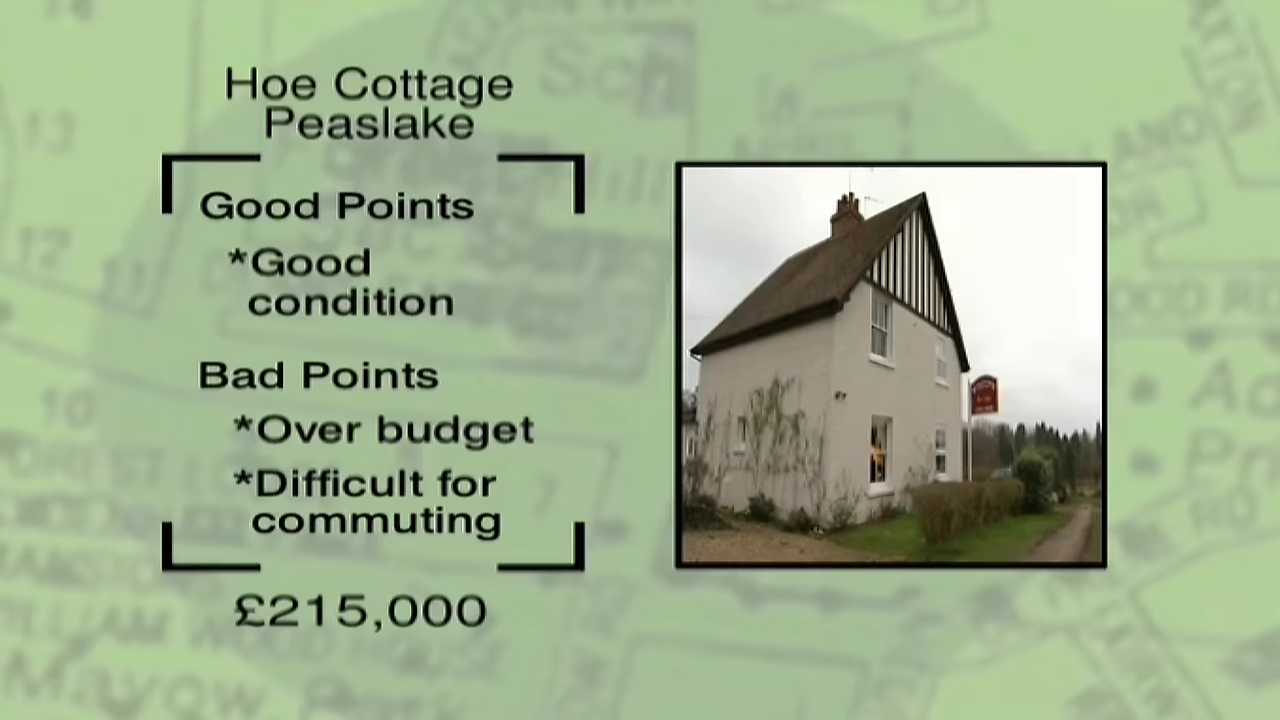 Hoe Cottage
Peaslake
Good Points
*Good
condition
Bad Points
*Over budget
*Difficult for
commuting
£215,000